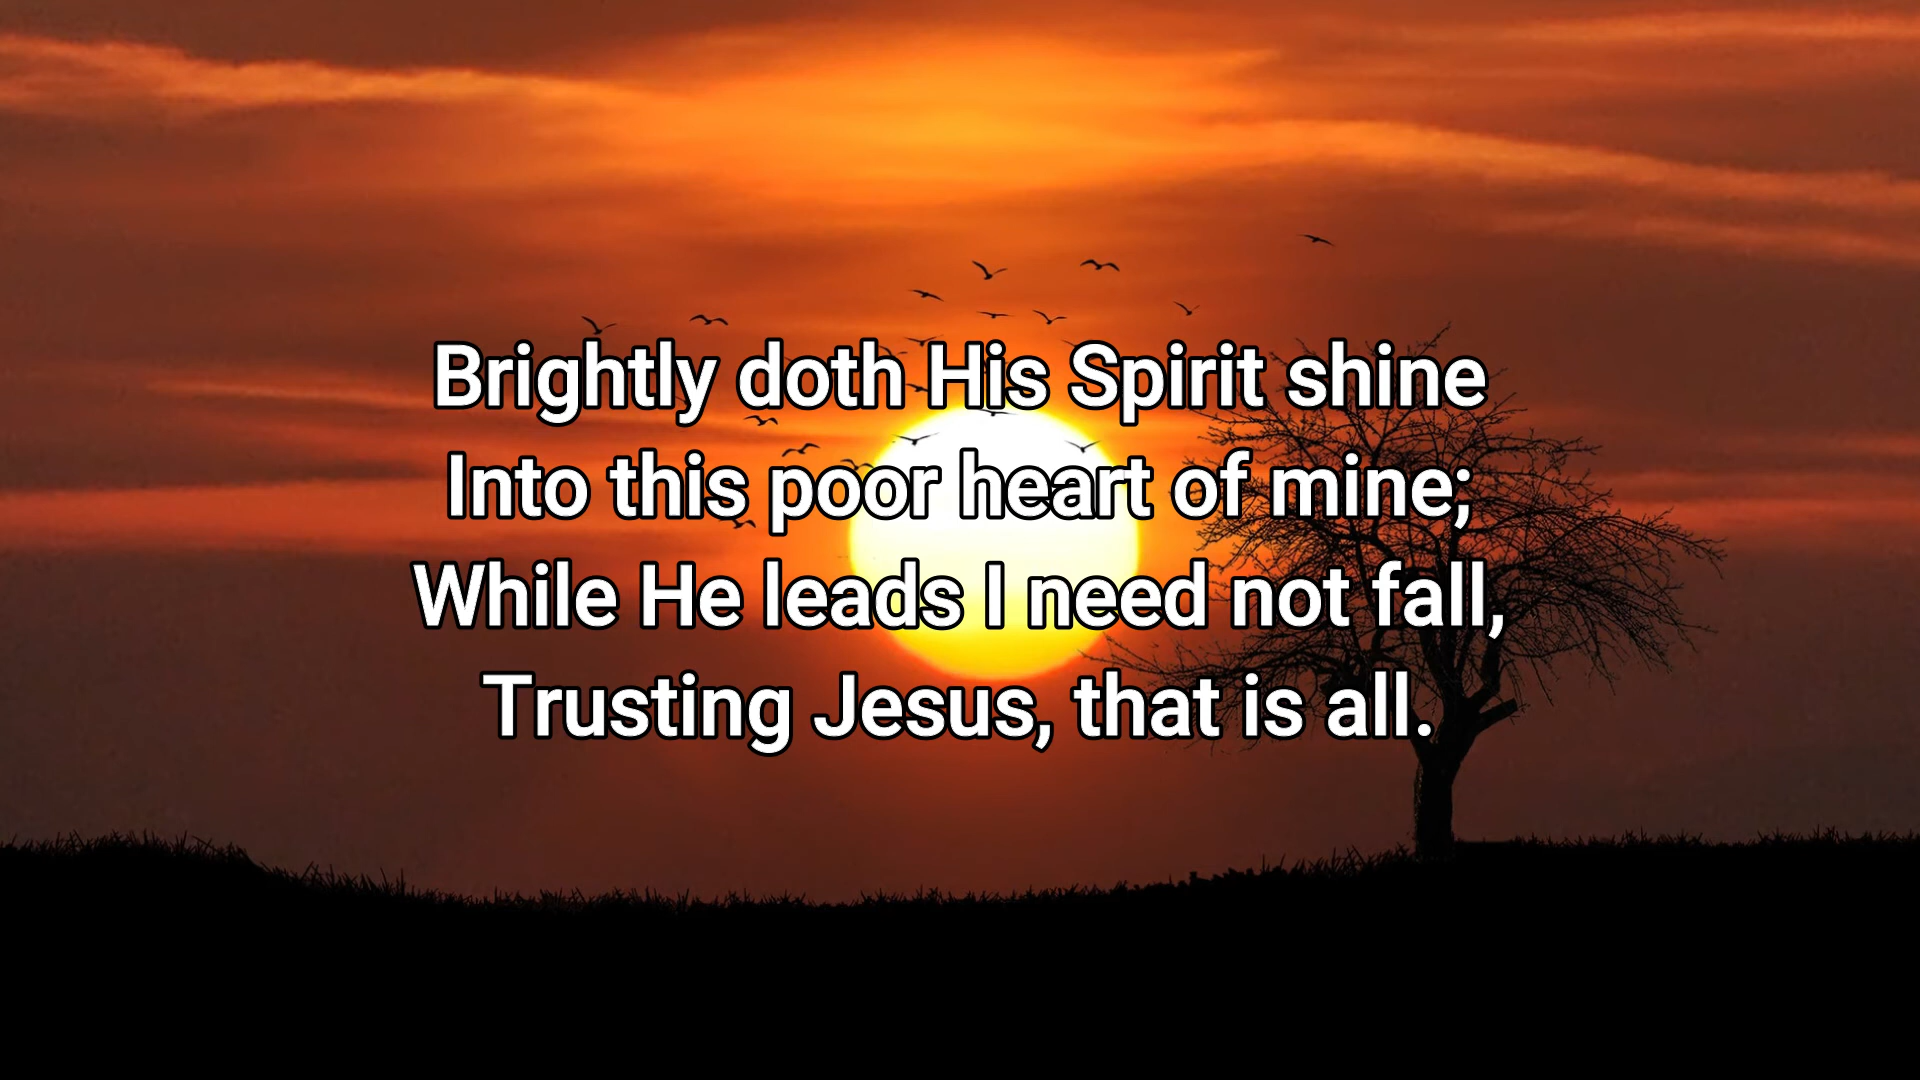 Brightly doth His Spirit shine
Into this poor heart of mine;
While He leads I need not fall,
Trusting Jesus, that is all.